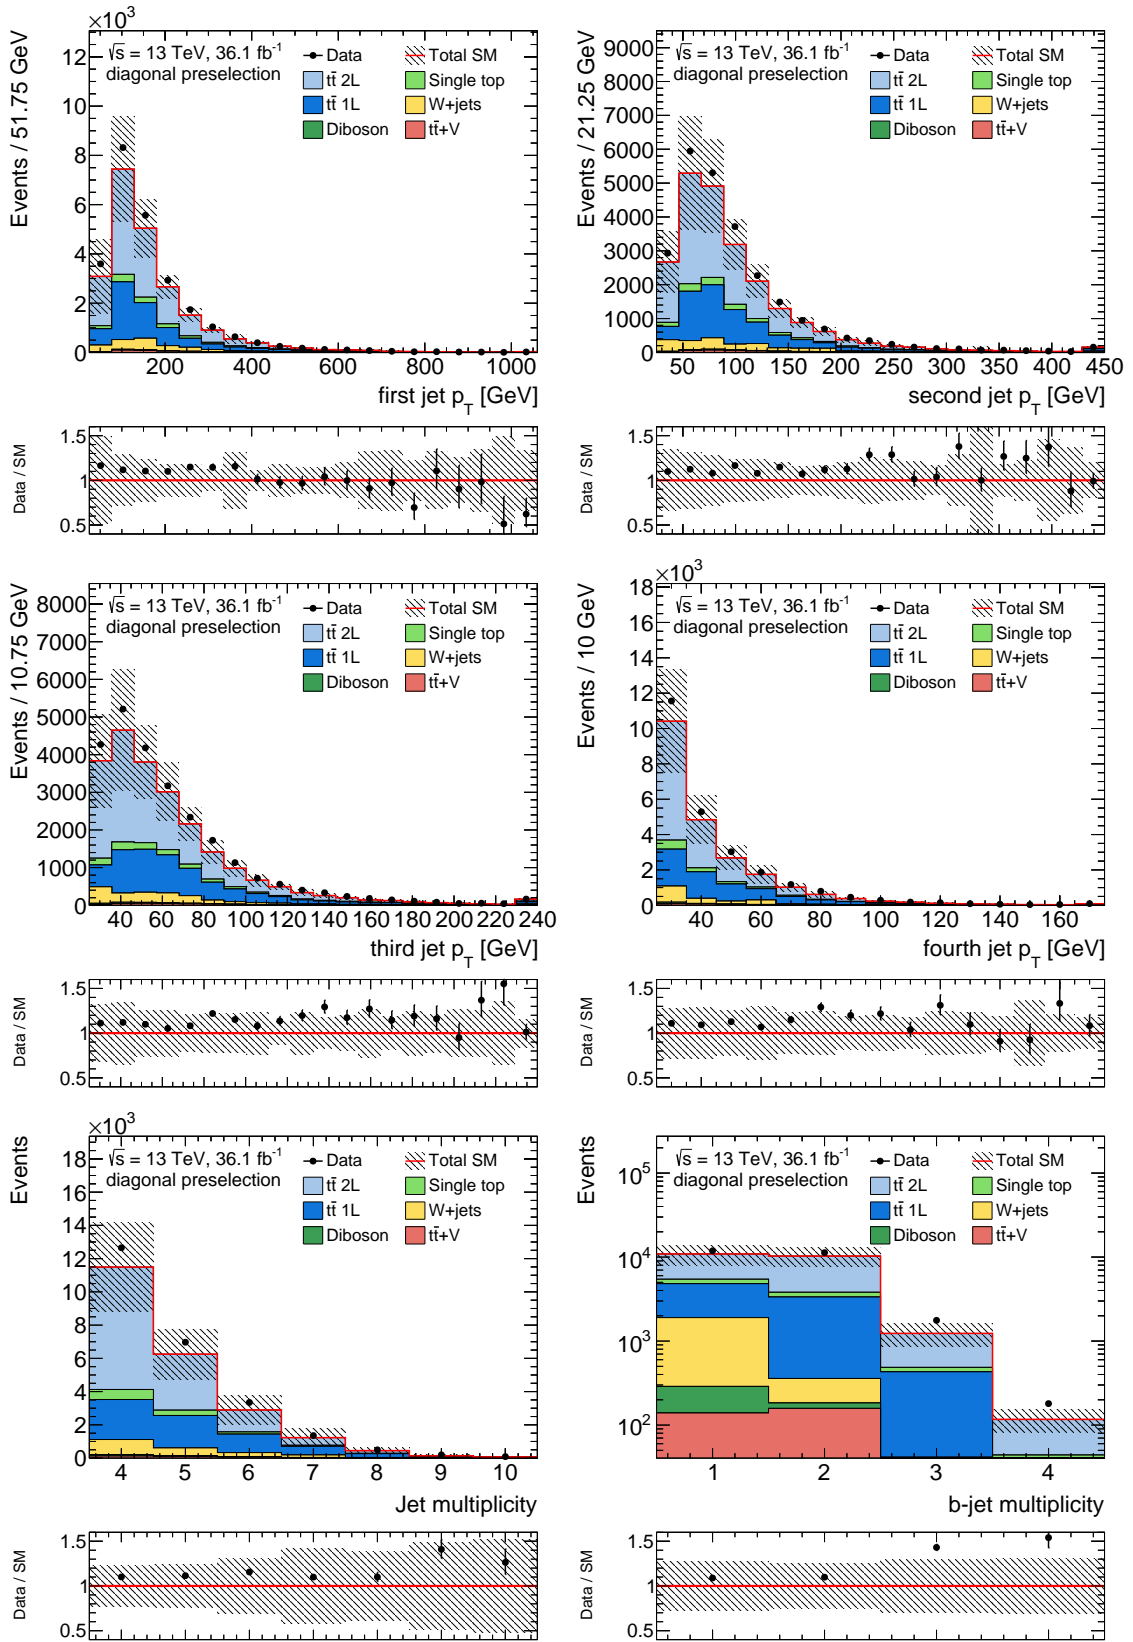 ×10³
Events / 51.75 GeV
√s = 13 TeV, 36.1 fb⁻¹
diagonal preselection
Data
Total SM
tt̄ 2L
Single top
tt̄ 1L
W+jets
Diboson
tt̄+V
12
10
8
6
4
2
0
200 400 600 800 1000
first jet p_T [GeV]
Data / SM
1.5
1
0.5
Events / 21.25 GeV
√s = 13 TeV, 36.1 fb⁻¹
diagonal preselection
Data
Total SM
tt̄ 2L
Single top
tt̄ 1L
W+jets
Diboson
tt̄+V
9000
8000
7000
6000
5000
4000
3000
2000
1000
0
50 100 150 200 250 300 350 400 450
second jet p_T [GeV]
Data / SM
1.5
1
0.5
Events / 10.75 GeV
√s = 13 TeV, 36.1 fb⁻¹
diagonal preselection
Data
Total SM
tt̄ 2L
Single top
tt̄ 1L
W+jets
Diboson
tt̄+V
8000
7000
6000
5000
4000
3000
2000
1000
0
40 60 80 100 120 140 160 180 200 220 240
third jet p_T [GeV]
Data / SM
1.5
1
0.5
×10³
Events / 10 GeV
√s = 13 TeV, 36.1 fb⁻¹
diagonal preselection
Data
Total SM
tt̄ 2L
Single top
tt̄ 1L
W+jets
Diboson
tt̄+V
18
16
14
12
10
8
6
4
2
0
40 60 80 100 120 140 160
fourth jet p_T [GeV]
Data / SM
1.5
1
0.5
×10³
Events
√s = 13 TeV, 36.1 fb⁻¹
diagonal preselection
Data
Total SM
tt̄ 2L
Single top
tt̄ 1L
W+jets
Diboson
tt̄+V
18
16
14
12
10
8
6
4
2
0
4 5 6 7 8 9 10
Jet multiplicity
Data / SM
1.5
1
0.5
Events
√s = 13 TeV, 36.1 fb⁻¹
diagonal preselection
Data
Total SM
tt̄ 2L
Single top
tt̄ 1L
W+jets
Diboson
tt̄+V
10⁵
10⁴
10³
10²
1 2 3 4
b-jet multiplicity
Data / SM
1.5
1
0.5